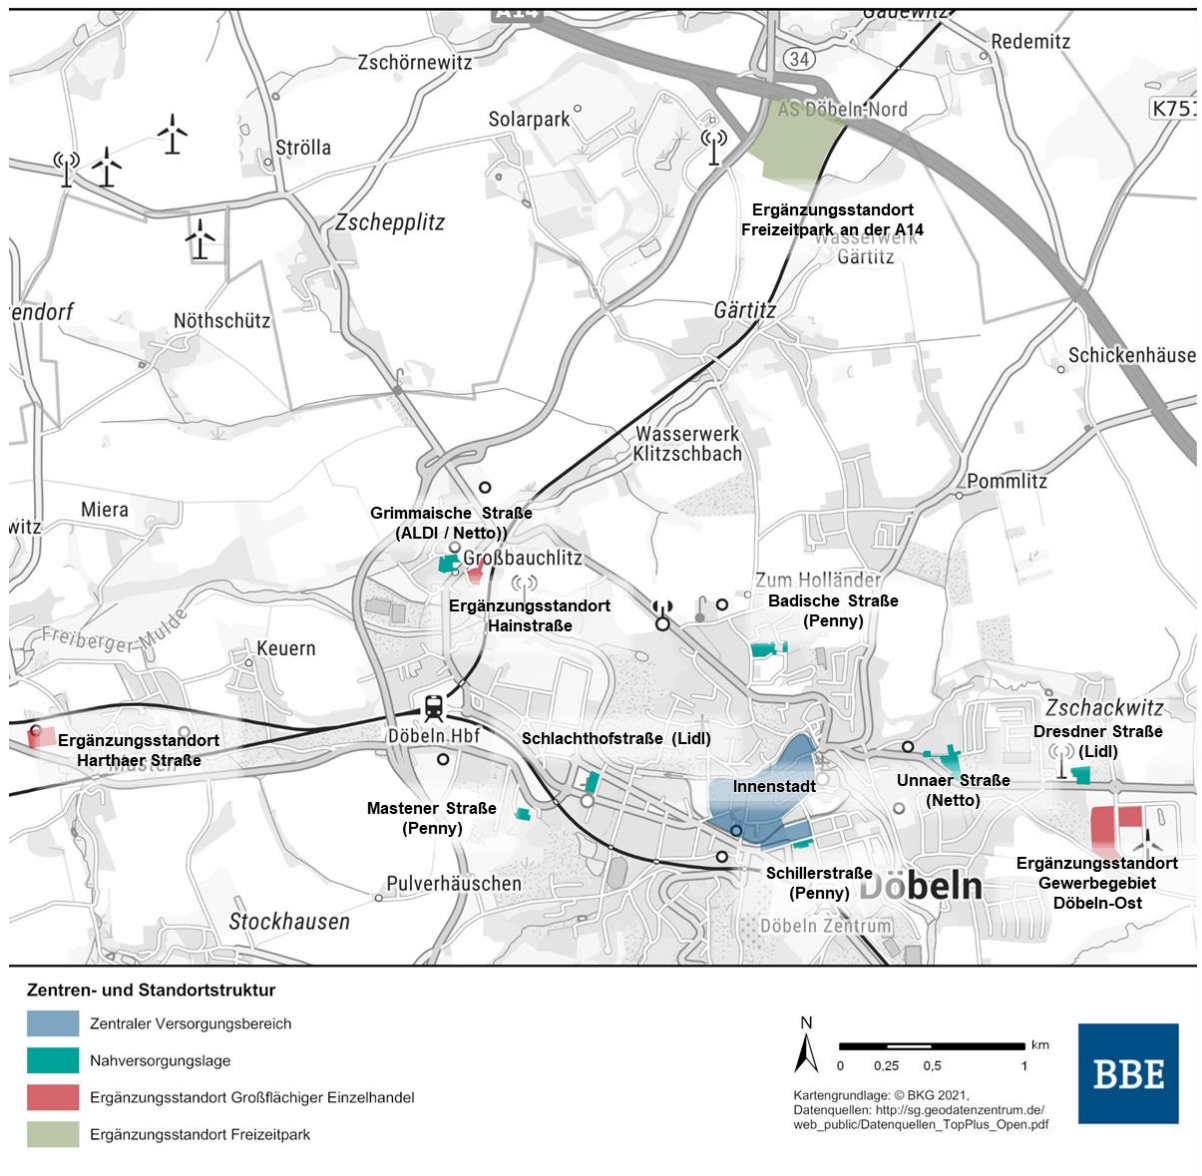 A14
Gadewitz
Redemitz
34
Zschörnewitz
AS Döbeln-Nord
Solarpark
Strölla
Ergänzungsstandort
Freizeitpark an der A14
Zschepplitz
Wasserwerk
Gärtitz
endorf
Nöthschütz
Gärtitz
Schickenhäuse
Wasserwerk
Klitzschbach
Pommlitz
Miera
witz
Grimmaische Straße
(ALDI / Netto))
Großbauchlitz
Zum Holländer
Badische Straße
(Penny)
Ergänzungsstandort
Hainstraße
Freiberger Mulde
Keuern
Zschackwitz
Dresdner Straße
(Lidl)
Döbeln Hbf
Schlachthofstraße (Lidl)
Ergänzungsstandort
Harthaer Straße
Masten
Innenstadt
Unnaer Straße
(Netto)
Mastener Straße
(Penny)
Ergänzungsstandort
Gewerbegebiet
Döbeln-Ost
Schillerstraße
(Penny)
Döbeln
Pulverhäuschen
Stockhausen
Döbeln Zentrum
Zentren- und Standortstruktur
Zentraler Versorgungsbereich
Nahversorgungslage
Ergänzungsstandort Großflächiger Einzelhandel
Ergänzungsstandort Freizeitpark
N
km
0 0,25 0,5 1
Kartengrundlage: © BKG 2021,
Datenquellen: http://sg.geodatenzentrum.de/
web_public/Datenquellen_TopPlus_Open.pdf
BBE